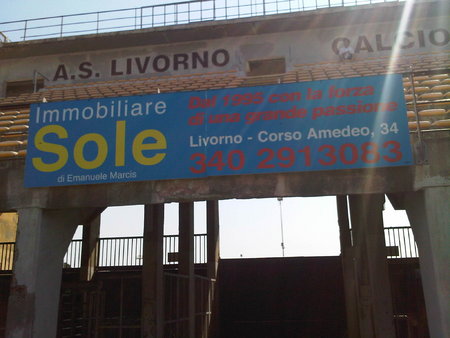 A.S. LIVORNO CALCIO
Immobiliare
Sole
di Emanuele Marcis
Dal 1998 con la forza
di una grande passione
Livorno - Corso Amedeo, 34
340 2913083